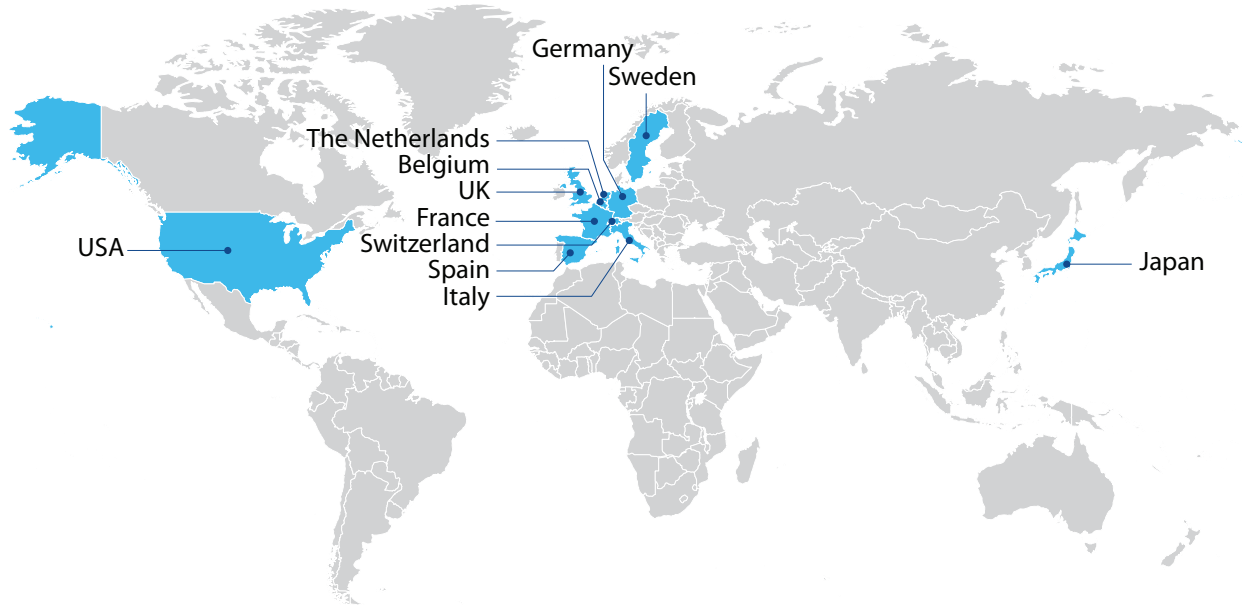 Germany
Sweden
The Netherlands
Belgium
UK
France
USA
Switzerland
Japan
Spain
Italy